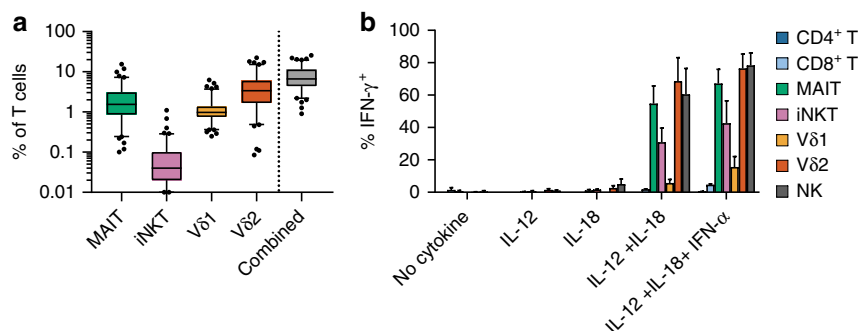 a
% of T cells
100
10
1
0.1
0.01
MAIT
iNKT
Vδ1
Vδ2
Combined
b
% IFN-γ⁺
100
80
60
40
20
0
No cytokine
IL-12
IL-18
IL-12 +IL-18
IL-12 +IL-18+ IFN-α
CD4⁺ T
CD8⁺ T
MAIT
iNKT
Vδ1
Vδ2
NK